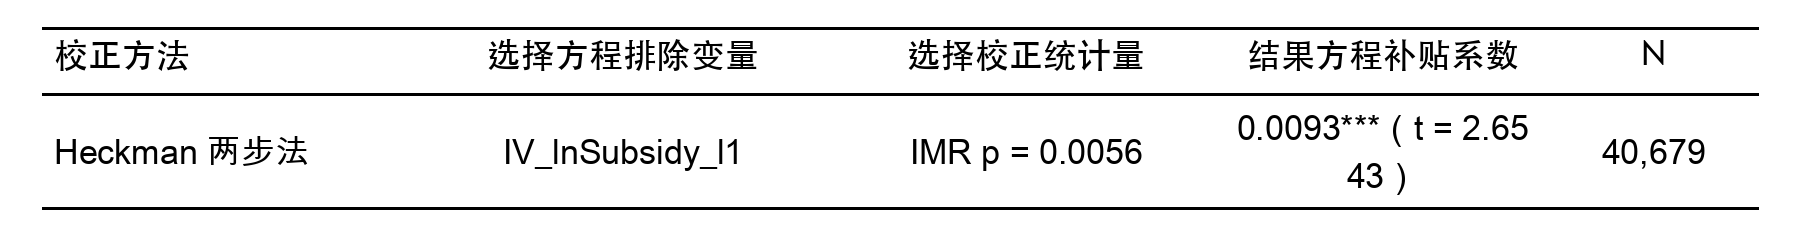 校正方法 选择方程排除变量 选择校正统计量 结果方程补贴系数 N
Heckman 两步法 IV_lnSubsidy_l1 IMR p = 0.0056 0.0093*** ( t = 2.65
43 ) 40,679